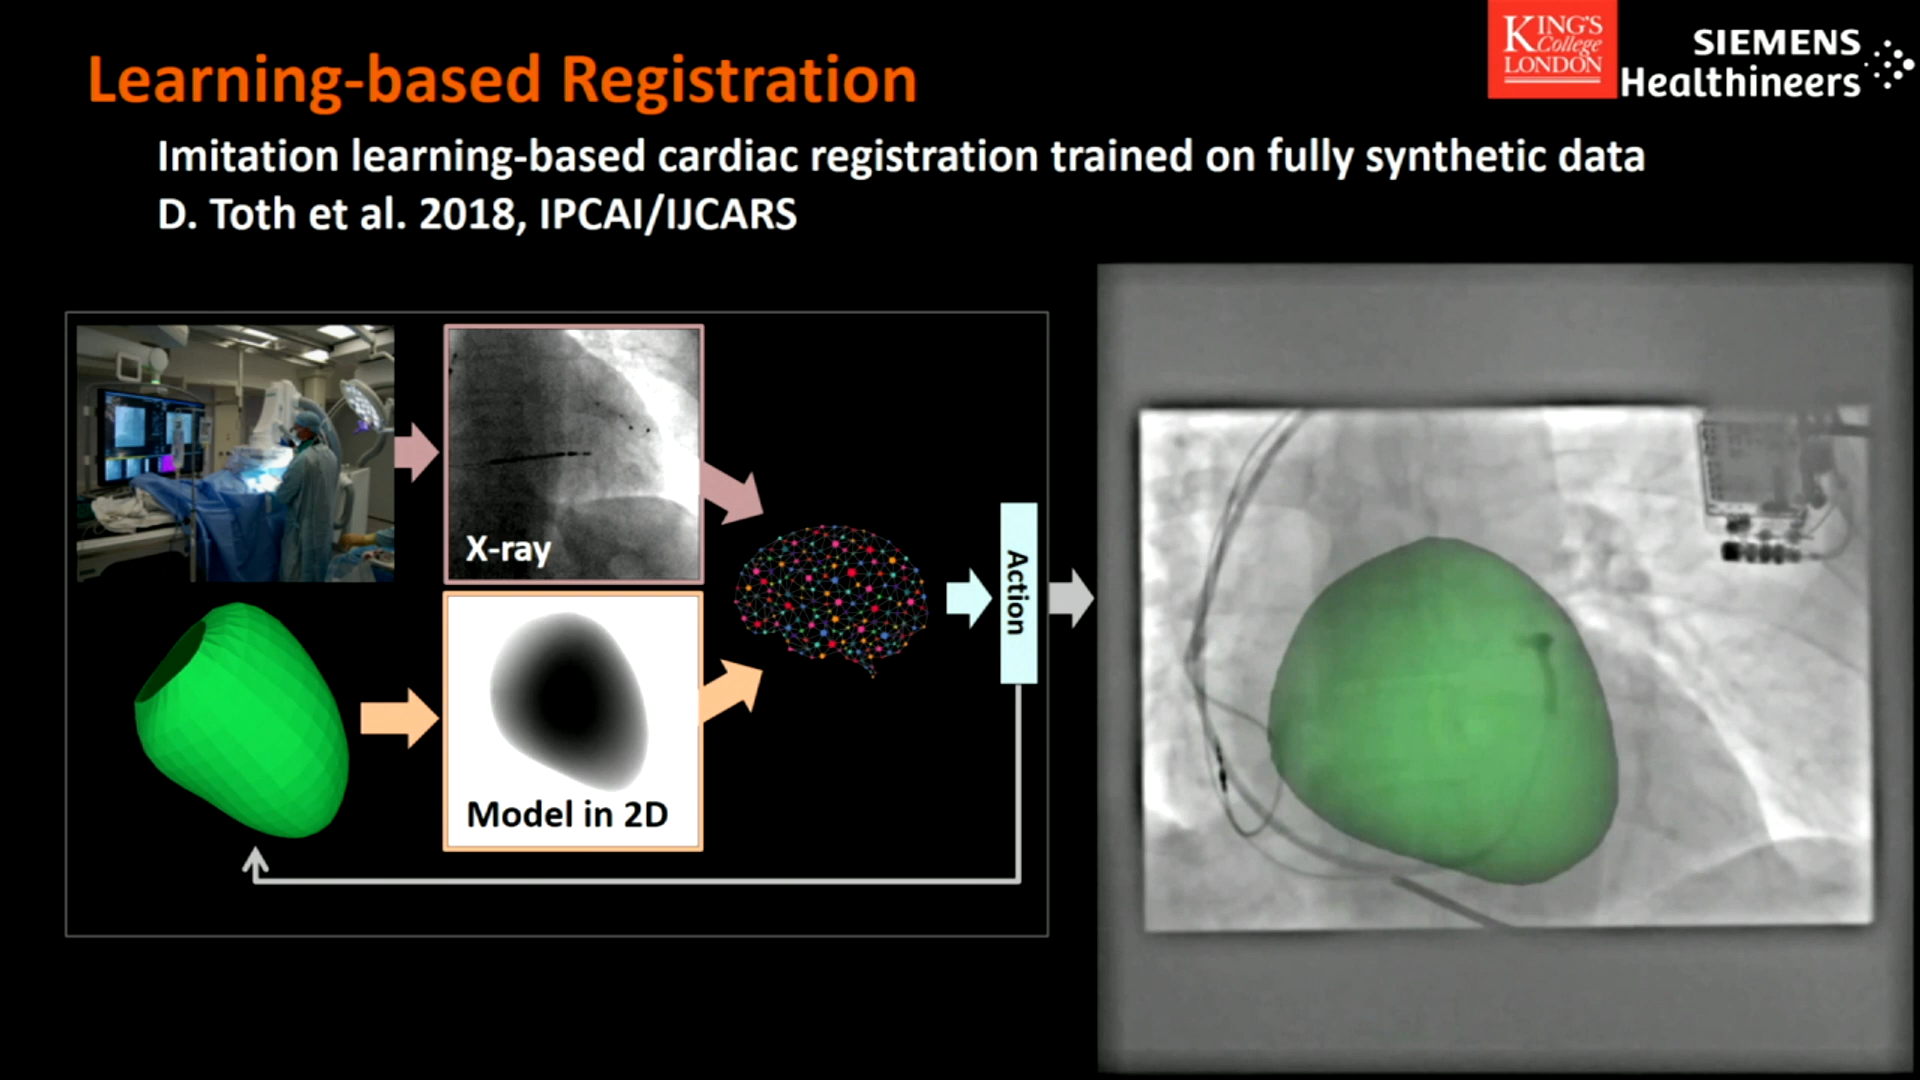 Learning-based Registration
KING'S
College
LONDON
SIEMENS
Healthineers
Imitation learning-based cardiac registration trained on fully synthetic data
D. Toth et al. 2018, IPCAI/IJCARS
X-ray
Action
Model in 2D